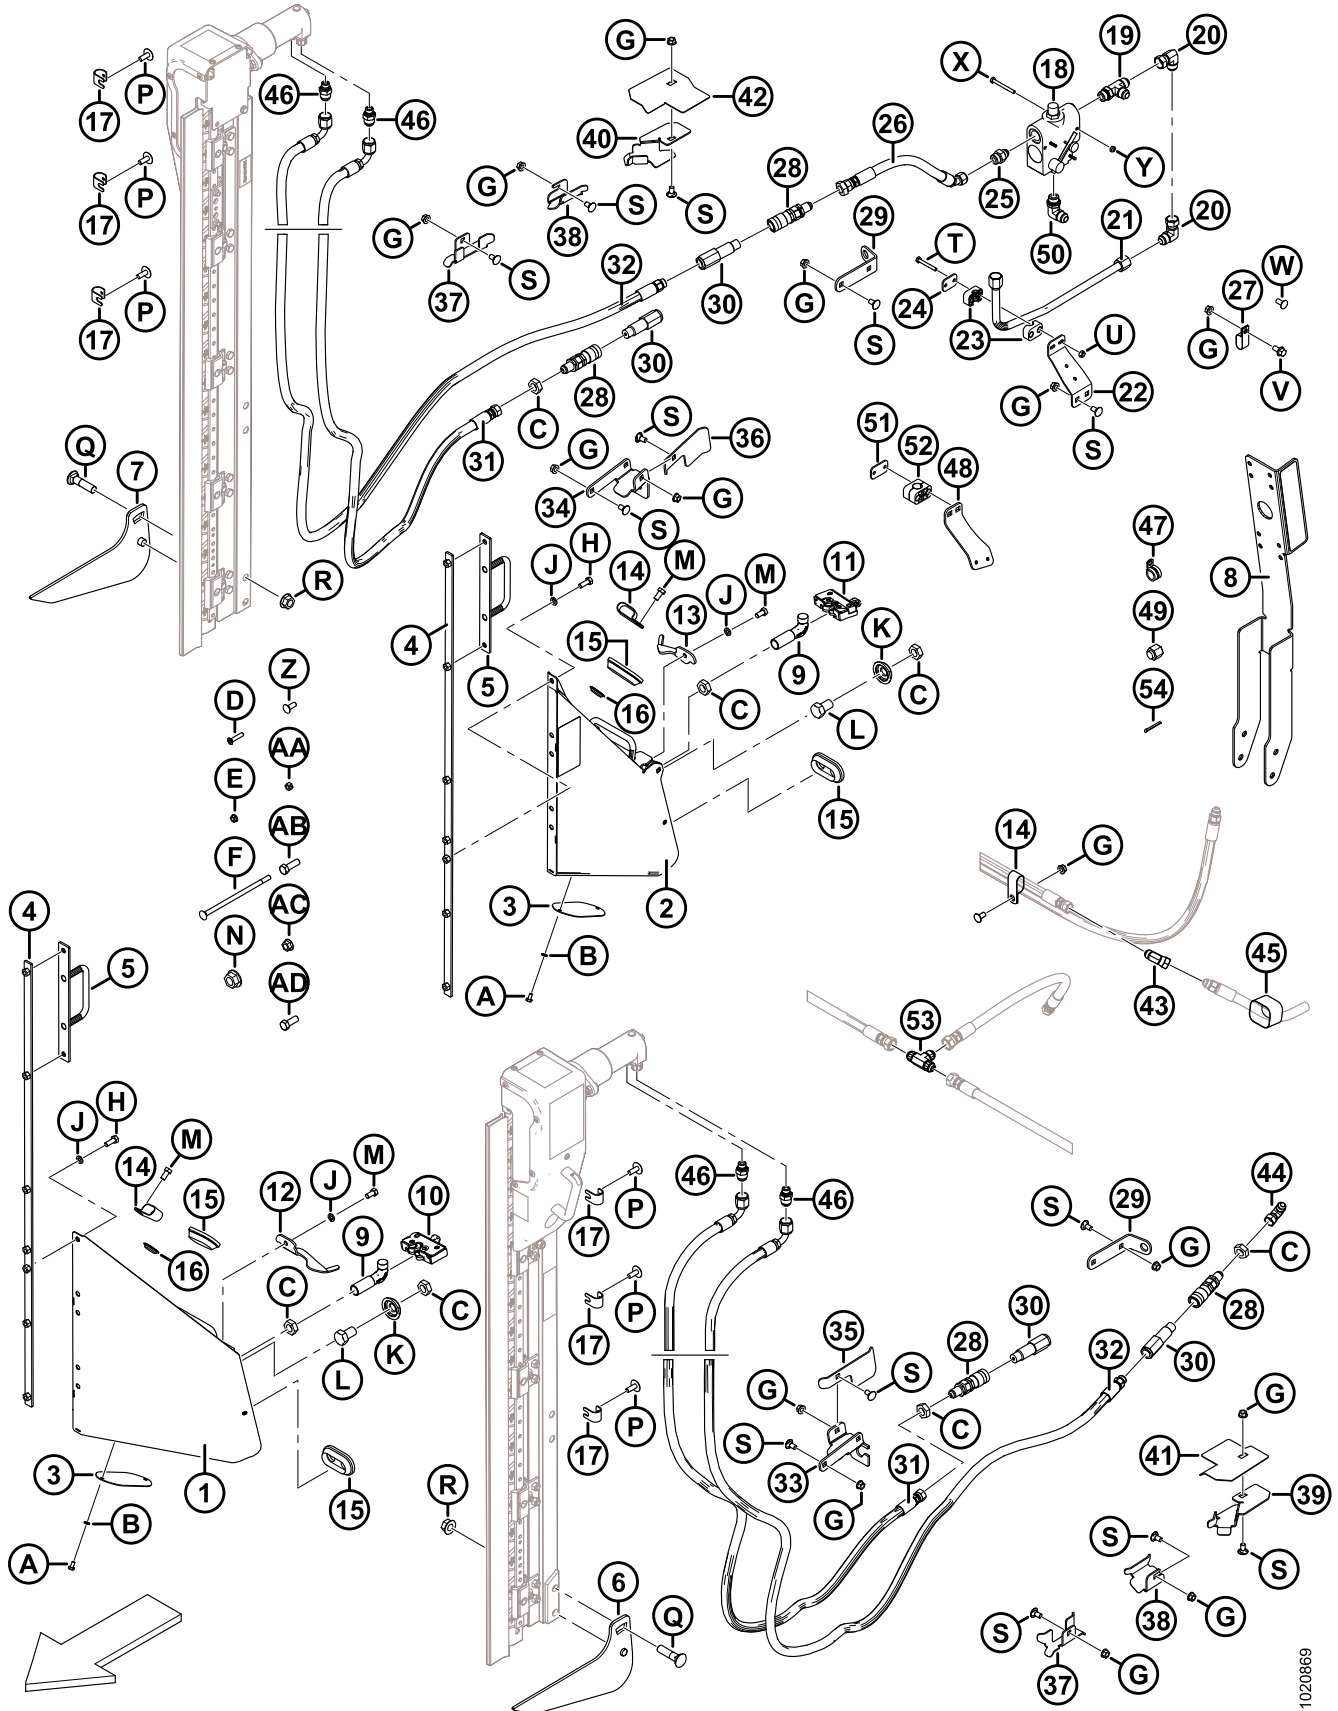 G
17
P
46
46
42
40
X
18
19
20
26
Y
17
P
G
S
38
S
28
25
50
29
T
21
20
G
S
37
32
30
G
24
23
W
27
G
V
17
P
30
28
S
U
22
G
S
C
31
S
36
G
34
G
S
51
52
48
Q
7
R
H
J
M
14
M
J
13
11
K
47
8
49
54
4
5
15
16
C
9
C
L
15
Z
D
AA
E
AB
F
AC
N
AD
3
2
B
A
14
G
43
45
53
4
5
H
J
M
14
15
16
12
J
M
10
9
C
C
K
L
3
1
15
B
A
46
46
17
P
17
P
17
P
R
6
Q
35
S
G
S
33
G
31
28
30
C
32
S
29
G
44
C
28
30
G
41
39
S
S
38
G
S
37
G
1020869